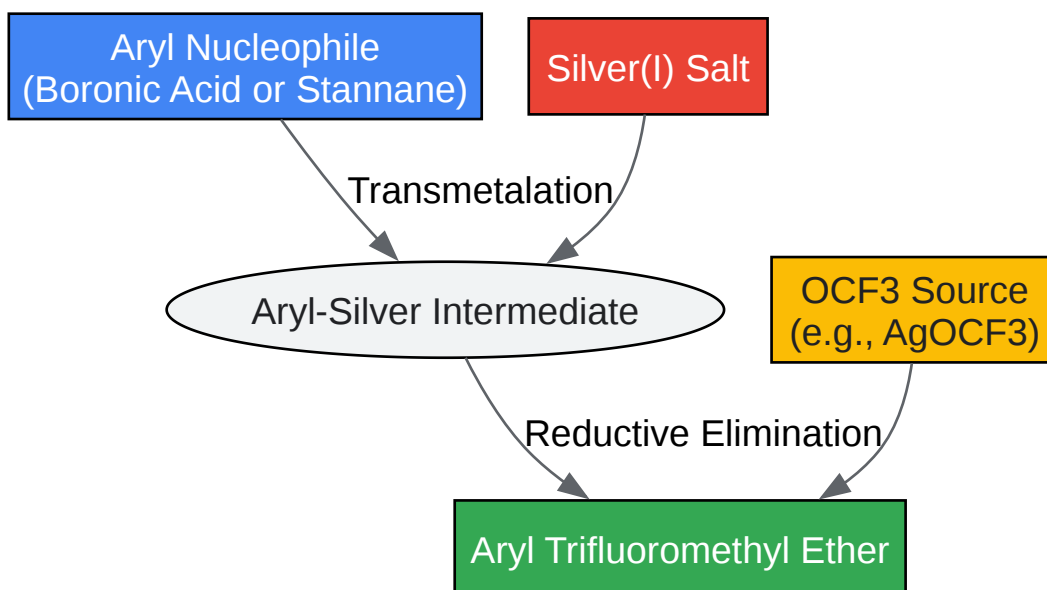 Aryl Nucleophile
(Boronic Acid or Stannane)
Silver(I) Salt
Transmetalation
Aryl-Silver Intermediate
OCF3 Source
(e.g., AgOCF3)
Reductive Elimination
Aryl Trifluoromethyl Ether